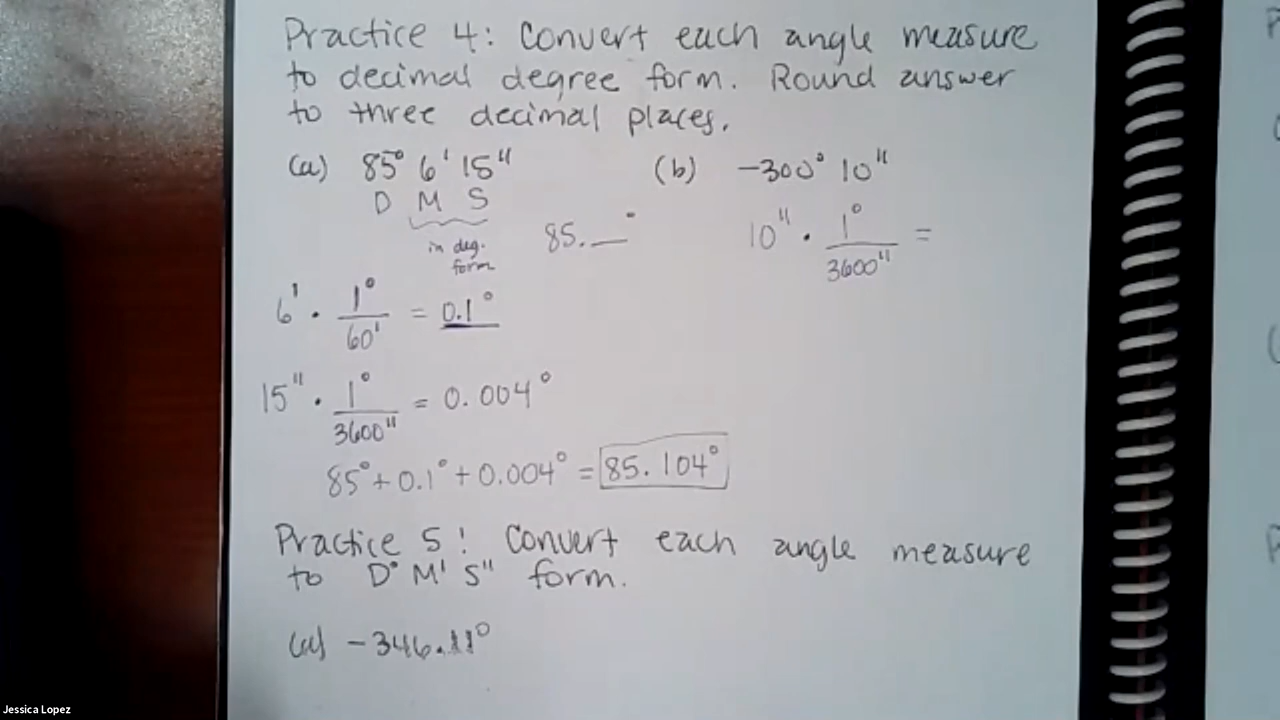 Practice 4: Convert each angle measure
to decimal degree form. Round answer
to three decimal places.
(a) 85° 6' 15"
D M S
in deg.
form
85.__°
6' · 1°/60' = 0.1°
15" · 1°/3600" = 0.004°
85° + 0.1° + 0.004° = 85.104°
(b) -300° 10"
10" · 1°/3600" =
Practice 5: Convert each angle measure
to D° M' S" form.
(a) -346.11°
Jessica Lopez